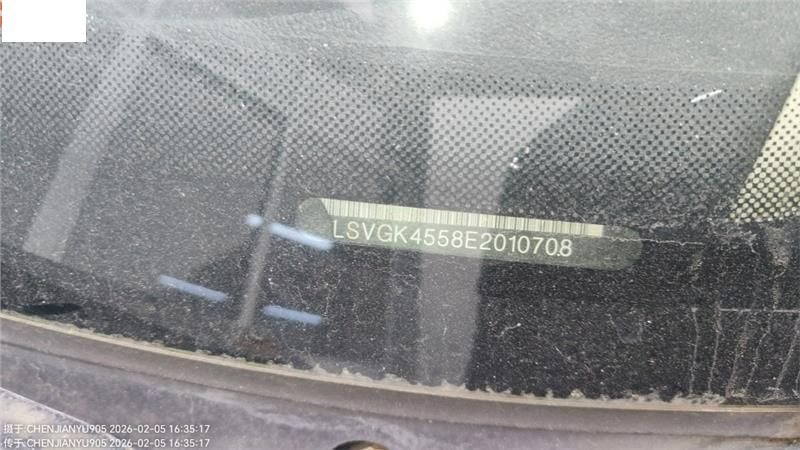 LSVGK4558E2010708
摄于:CHENJIANYU905 2026-02-05 16:35:17
传于:CHENJIANYU905 2026-02-05 16:35:17